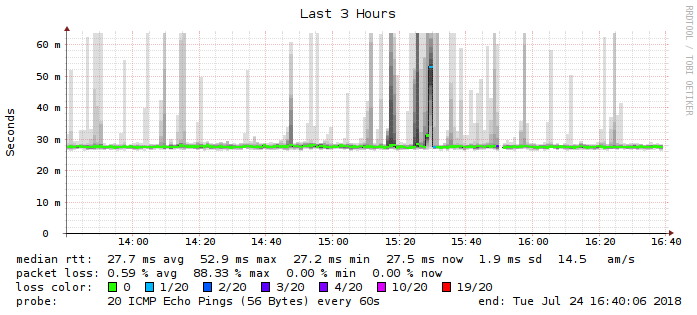 Last 3 Hours
RRDTOOL / TOBI OETIKER
Seconds
60 m
50 m
40 m
30 m
20 m
10 m
0
14:00 14:20 14:40 15:00 15:20 15:40 16:00 16:20 16:40
median rtt: 27.7 ms avg 52.9 ms max 27.2 ms min 27.5 ms now 1.9 ms sd 14.5 am/s
packet loss: 0.59 % avg 88.33 % max 0.00 % min 0.00 % now
loss color: 0 1/20 2/20 3/20 4/20 10/20 19/20
probe: 20 ICMP Echo Pings (56 Bytes) every 60s end: Tue Jul 24 16:40:06 2018